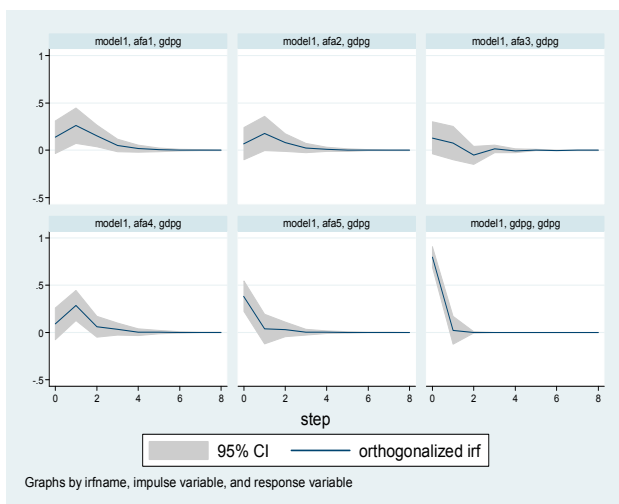 model1, afa1, gdpg
model1, afa2, gdpg
model1, afa3, gdpg
1
.5
0
-.5
model1, afa4, gdpg
model1, afa5, gdpg
model1, gdpg, gdpg
1
.5
0
-.5
0 2 4 6 8
0 2 4 6 8
0 2 4 6 8
step
95% CI
orthogonalized irf
Graphs by irfname, impulse variable, and response variable